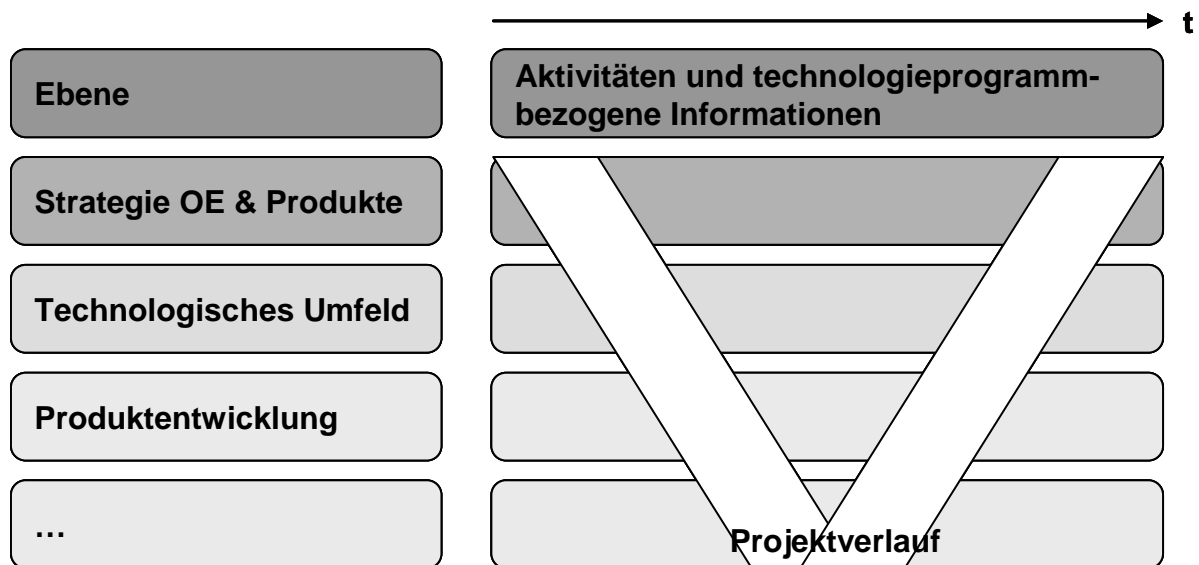 t
Ebene
Aktivitäten und technologieprogramm-
bezogene Informationen
Strategie OE & Produkte
Technologisches Umfeld
Produktentwicklung
…
Projektverlauf